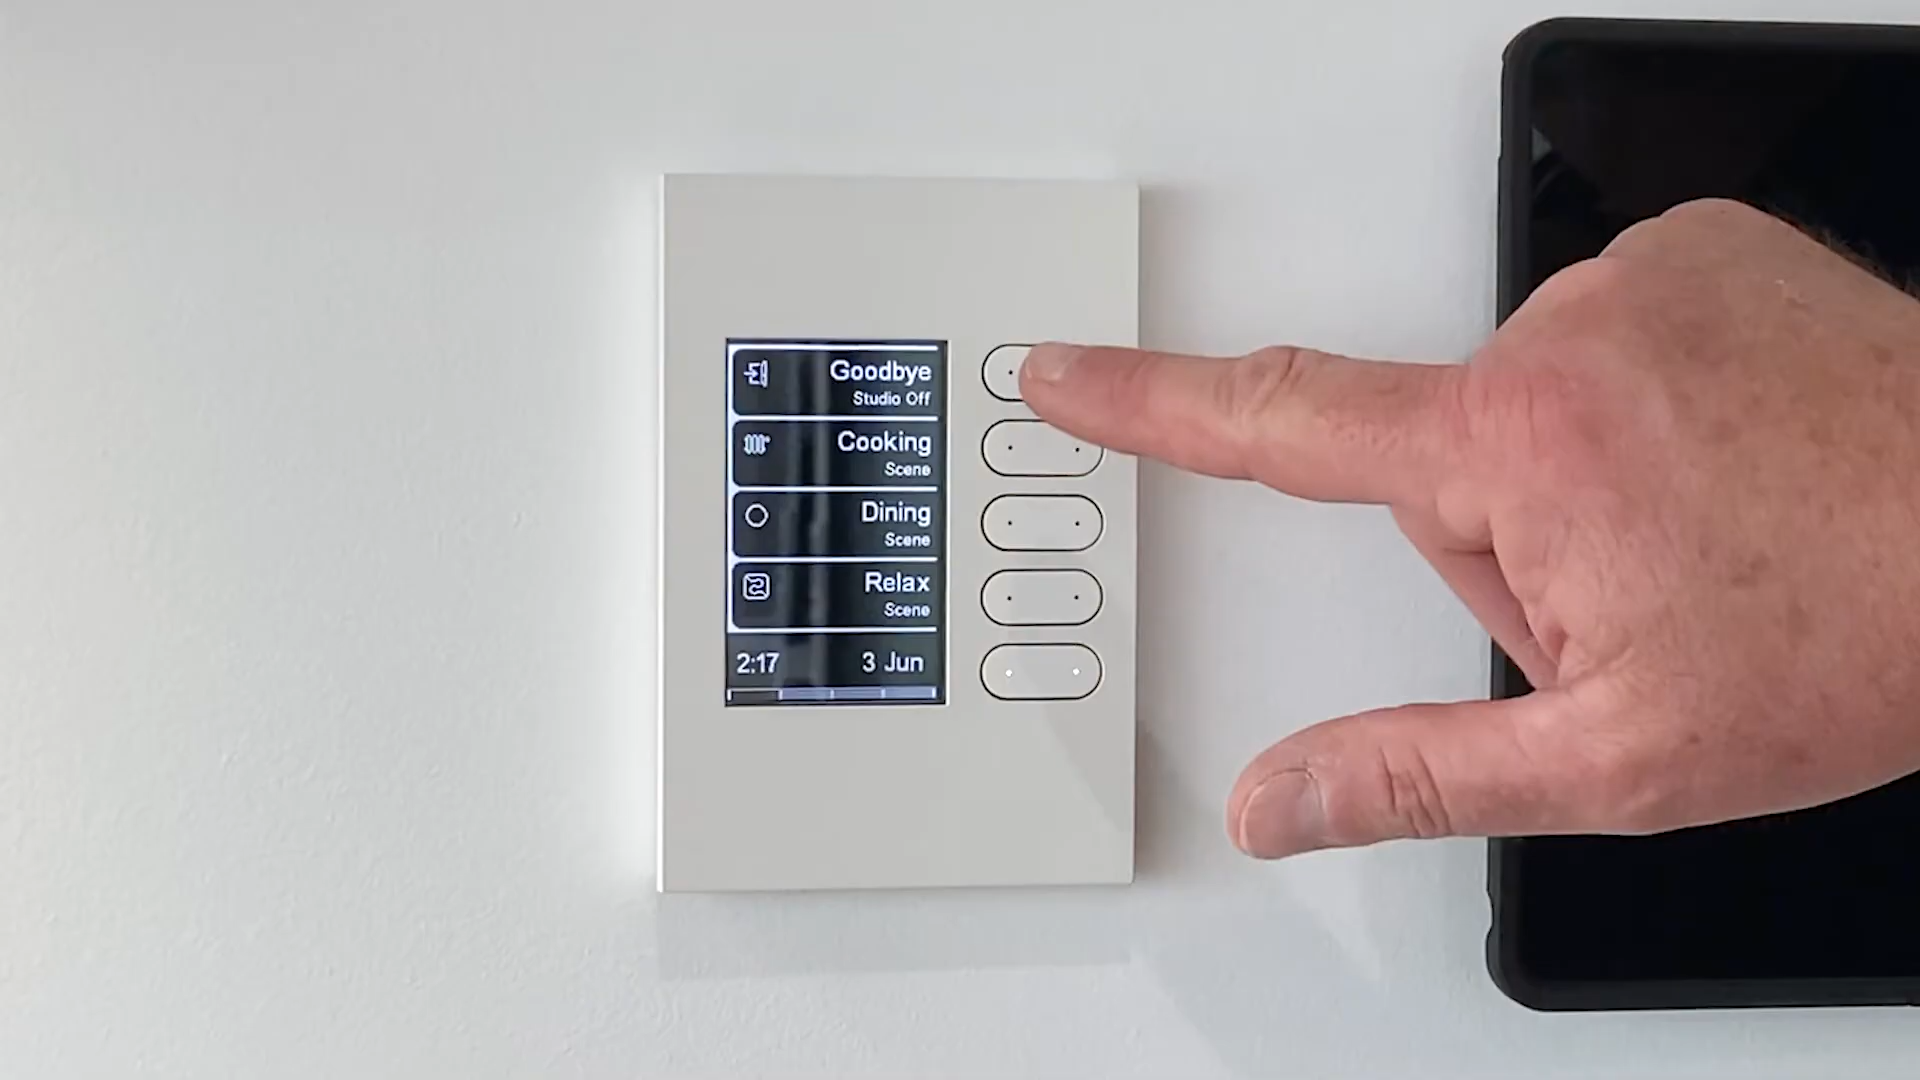 Goodbye
Studio Off
Cooking
Scene
Dining
Scene
Relax
Scene
2:17 3 Jun